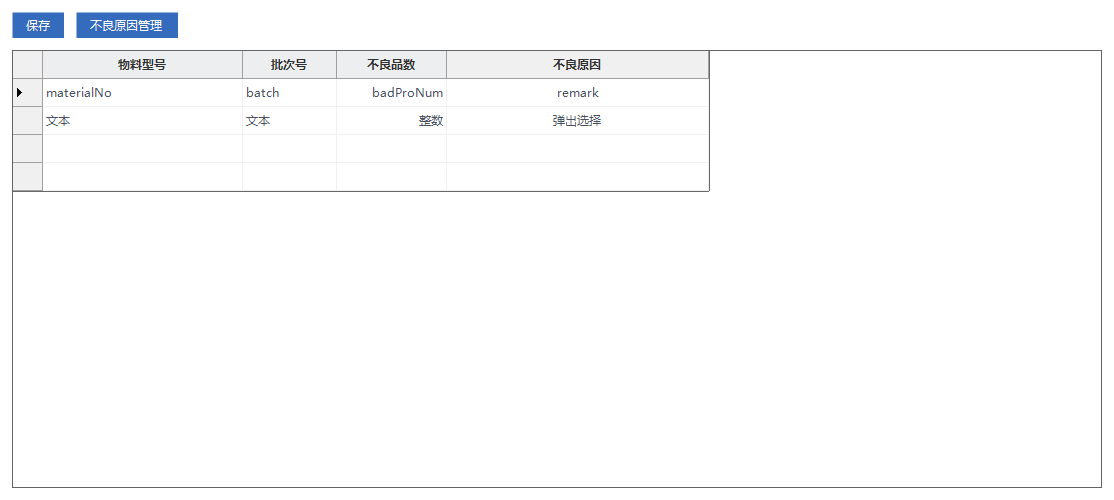 保存 不良原因管理
物料型号 批次号 不良品数 不良原因
materialNo batch badProNum remark
文本 文本 整数 弹出选择